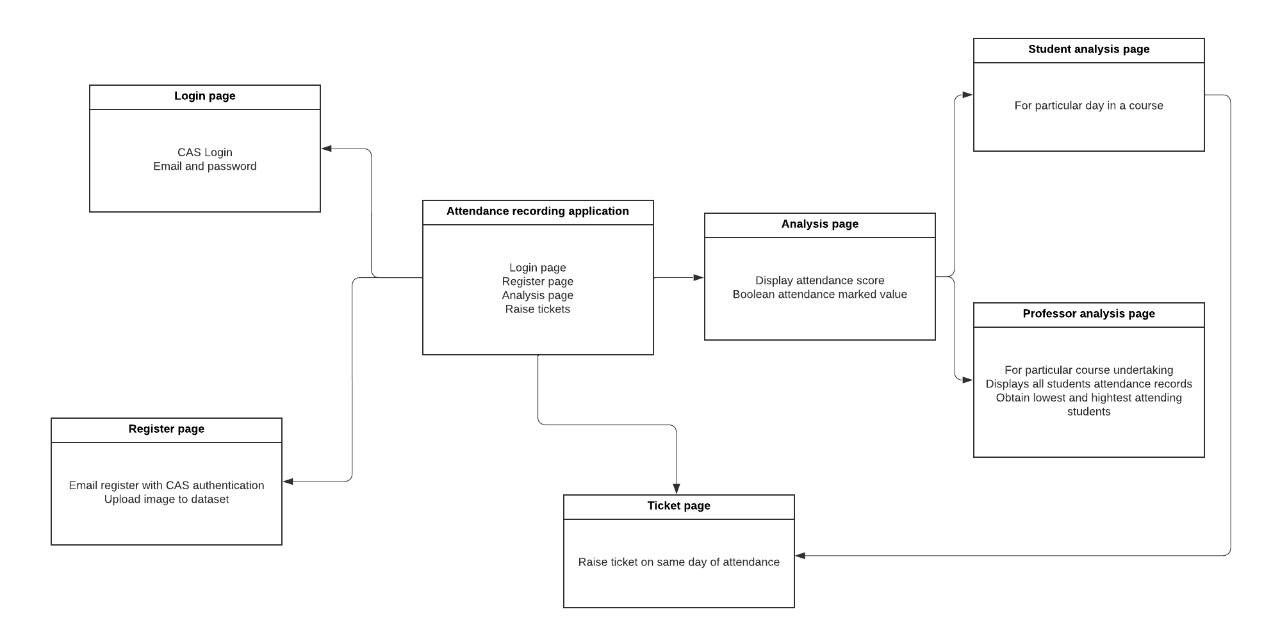 Student analysis page
For particular day in a course
Login page
CAS Login
Email and password
Attendance recording application
Login page
Register page
Analysis page
Raise tickets
Analysis page
Display attendance score
Boolean attendance marked value
Professor analysis page
For particular course undertaking
Displays all students attendance records
Obtain lowest and hightest attending
students
Register page
Email register with CAS authentication
Upload image to dataset
Ticket page
Raise ticket on same day of attendance